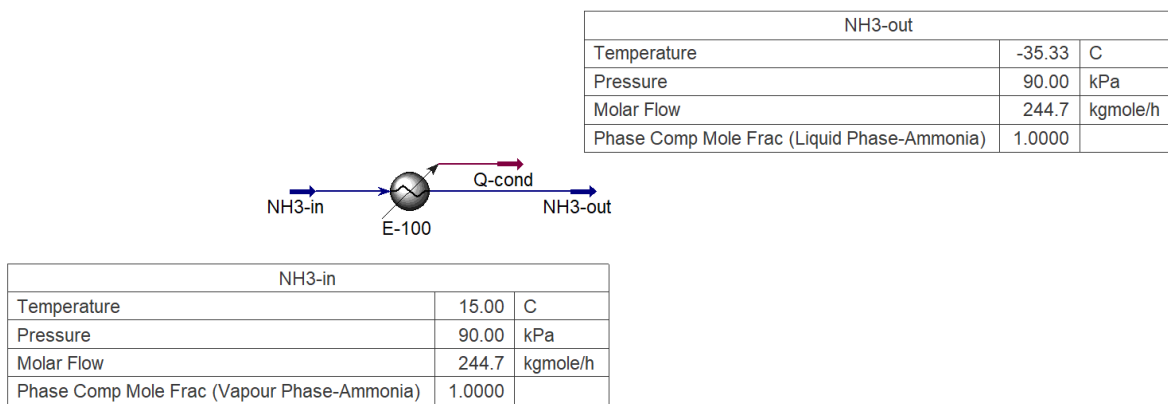 NH3-out
Temperature -35.33 C
Pressure 90.00 kPa
Molar Flow 244.7 kgmole/h
Phase Comp Mole Frac (Liquid Phase-Ammonia) 1.0000
Q-cond
NH3-in NH3-out
E-100
NH3-in
Temperature 15.00 C
Pressure 90.00 kPa
Molar Flow 244.7 kgmole/h
Phase Comp Mole Frac (Vapour Phase-Ammonia) 1.0000